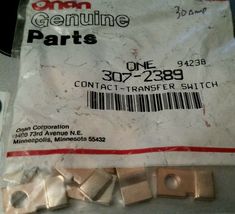 Onan
Genuine
Parts
30 Amp
ONE
94238
307-2389
CONTACT-TRANSFER SWITCH
Onan Corporation
1400 73rd Avenue N.E.
Minneapolis, Minnesota 55432